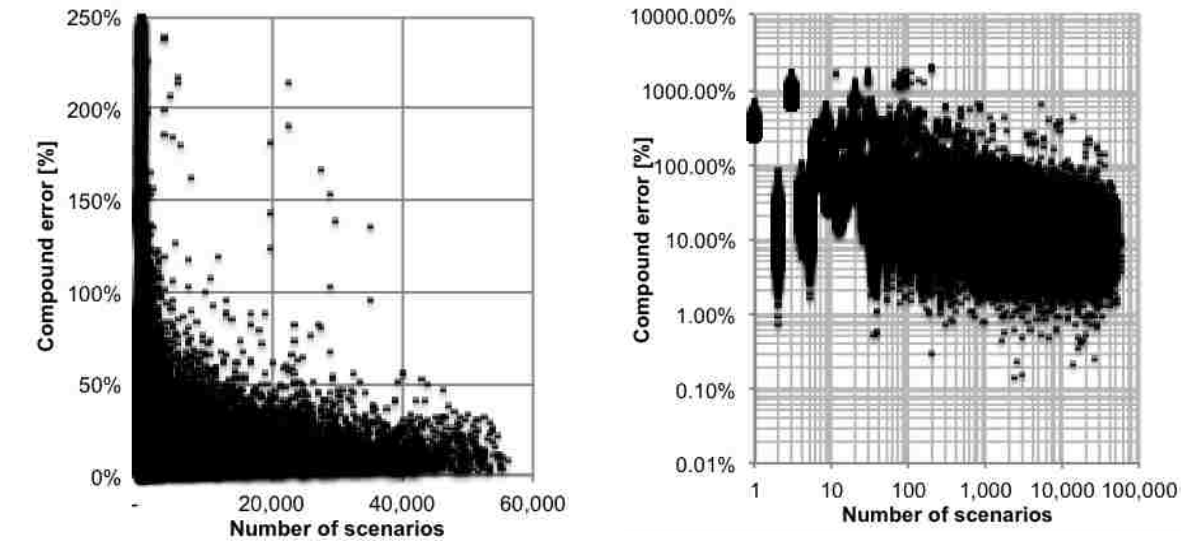 250%
200%
150%
100%
50%
0%
Compound error [%]
- 20,000 40,000 60,000
Number of scenarios
10000.00%
1000.00%
100.00%
10.00%
1.00%
0.10%
0.01%
Compound error [%]
1 10 100 1,000 10,000 100,000
Number of scenarios